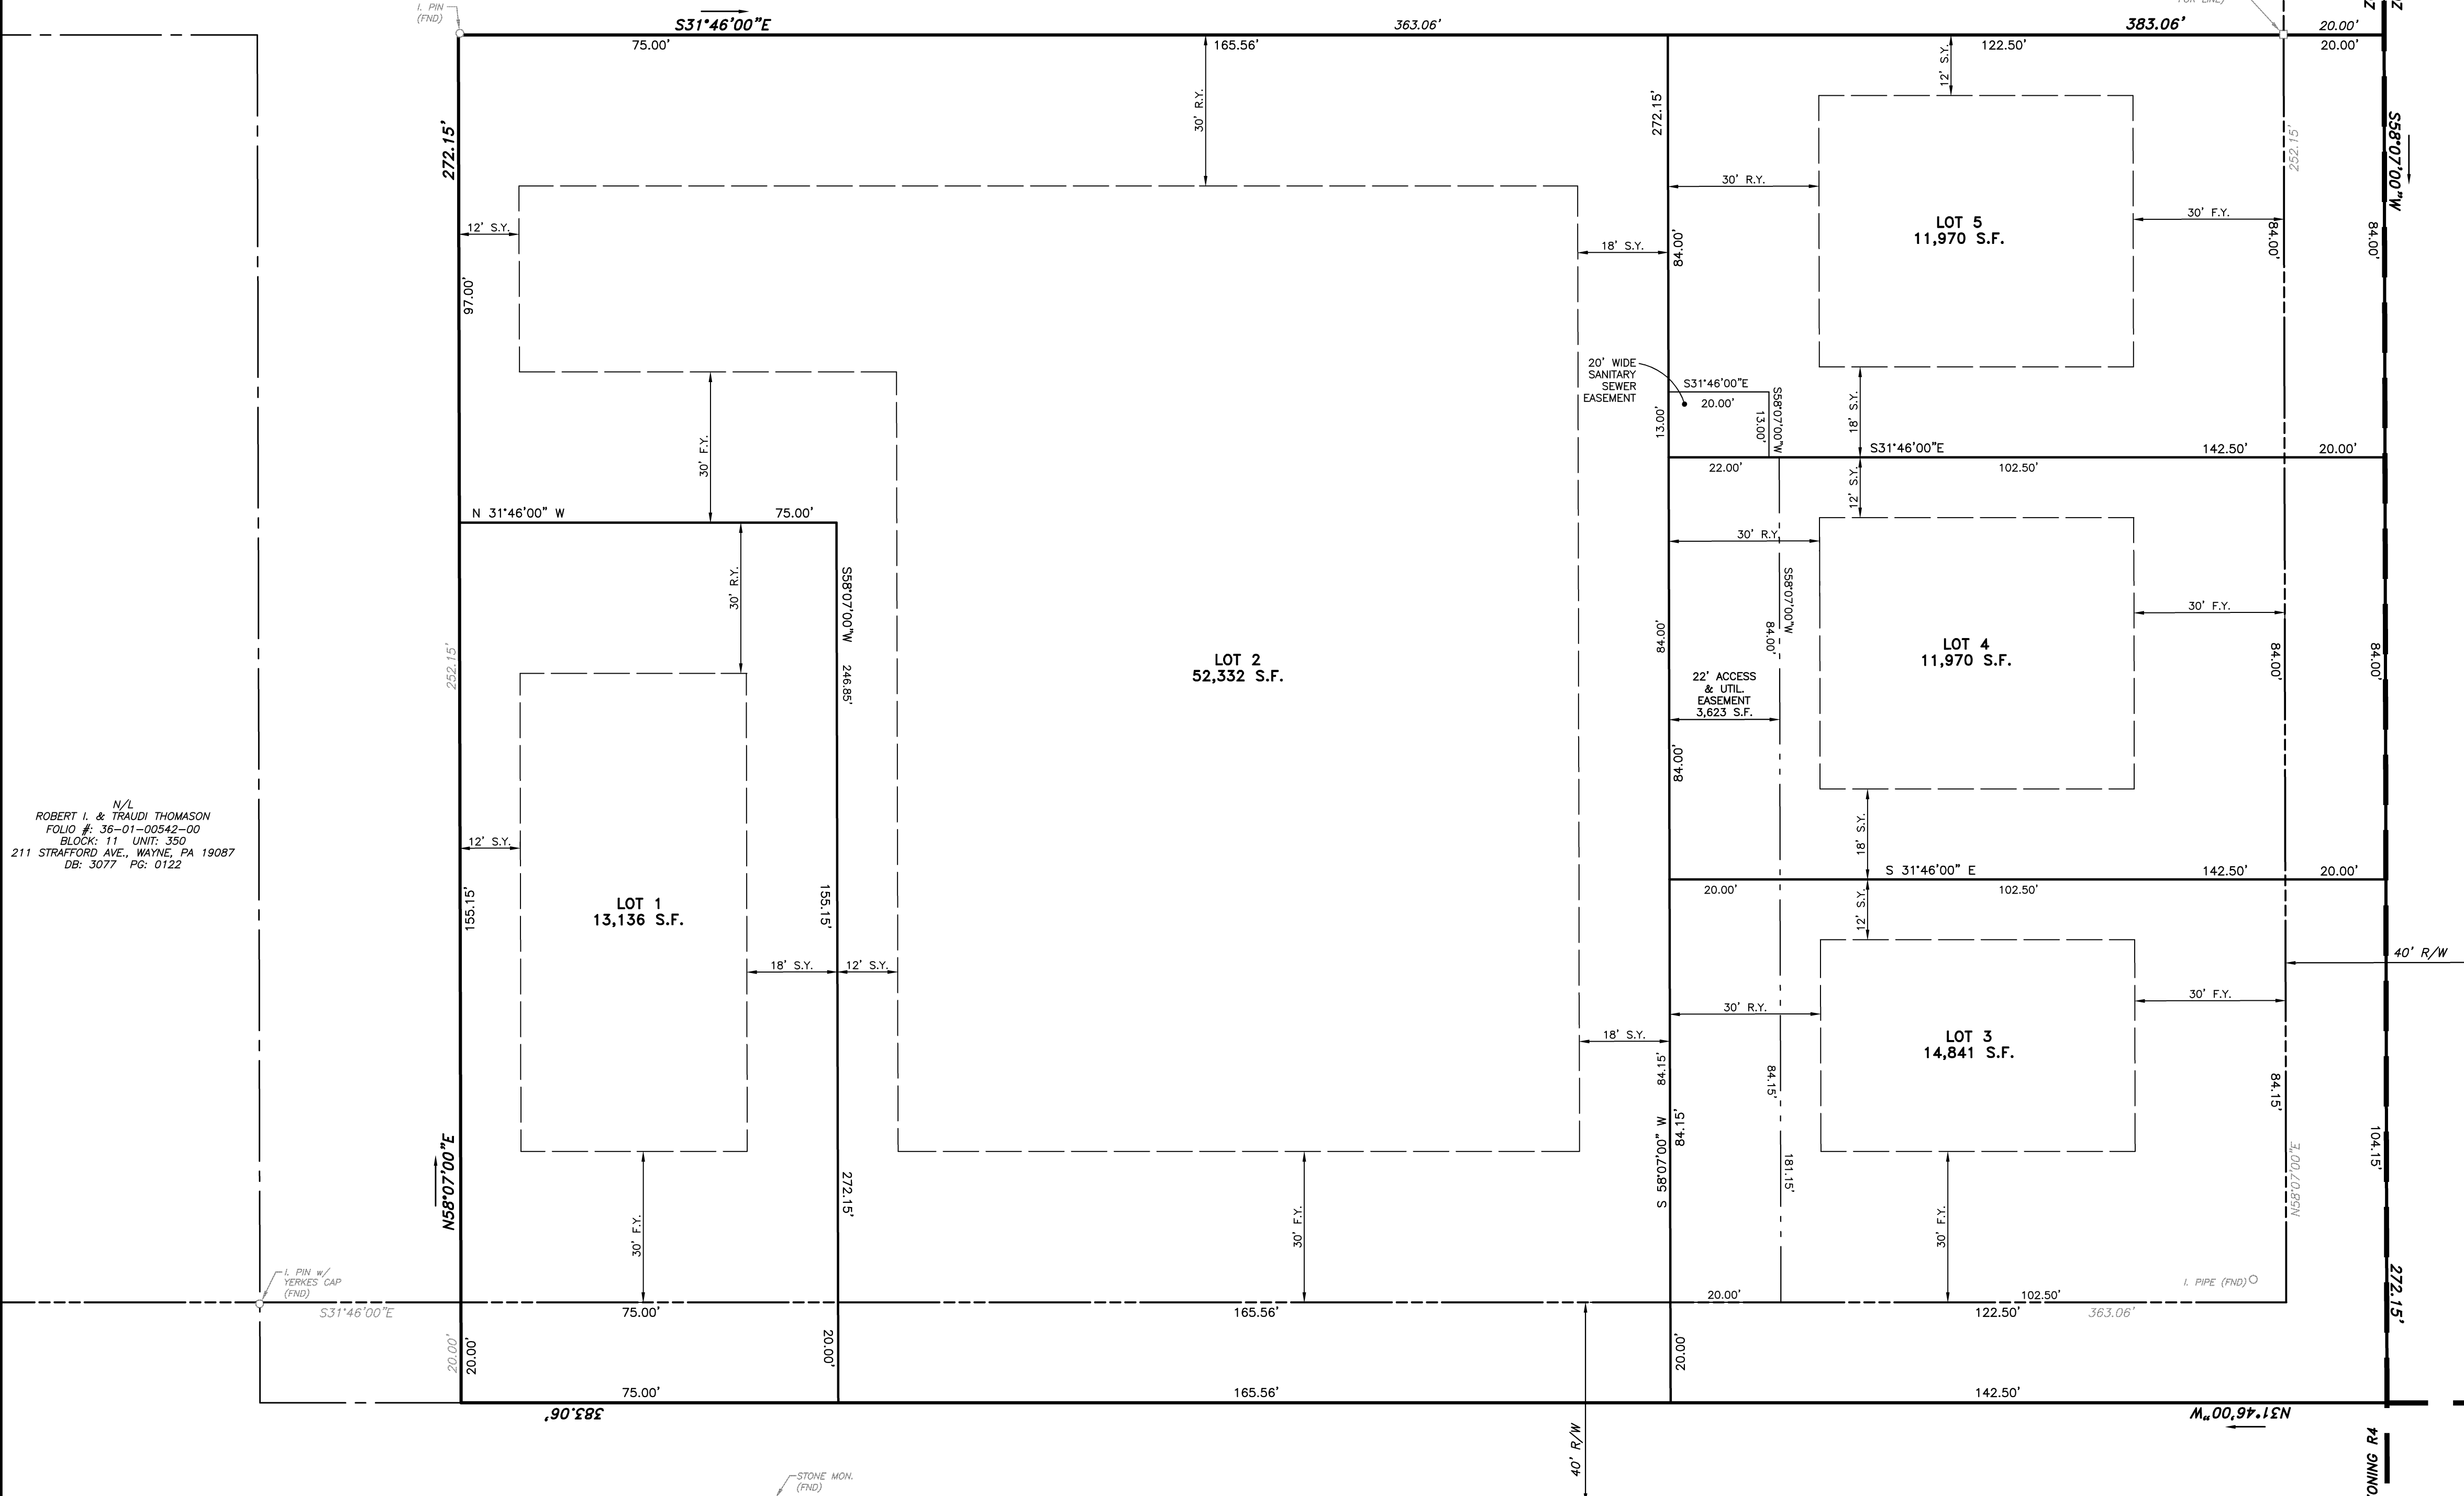 I. PIN
(FND)
S31°46'00"E
363.06'
383.06'
20.00'
75.00'
165.56'
122.50'
20.00'
272.15'
30' R.Y.
272.15'
12' S.Y.
252.15'
S58°07'00"W
12' S.Y.
97.00'
18' S.Y.
84.00'
30' R.Y.
LOT 5
11,970 S.F.
30' F.Y.
84.00'
84.00'
20' WIDE
SANITARY
SEWER
EASEMENT
S31°46'00"E
20.00'
13.00'
13.00'
S58°07'00"W
18' S.Y.
30' F.Y.
S31°46'00"E
142.50'
20.00'
22.00'
102.50'
12' S.Y.
N 31°46'00" W
75.00'
30' R.Y.
S58°07'00"W
246.85'
252.15'
LOT 2
52,332 S.F.
84.00'
30' R.Y.
S58°07'00"W
84.00'
22' ACCESS
& UTIL.
EASEMENT
3,623 S.F.
84.00'
LOT 4
11,970 S.F.
30' F.Y.
84.00'
84.00'
18' S.Y.
N/L
ROBERT I. & TRAUDI THOMASON
FOLIO #: 36-01-00542-00
BLOCK: 11 UNIT: 350
211 STRAFFORD AVE., WAYNE, PA 19087
DB: 3077 PG: 0122
12' S.Y.
155.15'
LOT 1
13,136 S.F.
155.15'
18' S.Y.
12' S.Y.
S 31°46'00" E
142.50'
20.00'
20.00'
102.50'
12' S.Y.
40' R/W
30' R.Y.
30' F.Y.
18' S.Y.
LOT 3
14,841 S.F.
84.15'
84.15'
84.15'
84.15'
S 58°07'00" W
181.15'
104.15'
N58°07'00"E
N58°07'00"E
272.15'
30' F.Y.
30' F.Y.
30' F.Y.
272.15'
I. PIN w/
YERKES CAP
(FND)
I. PIPE (FND)
S31°46'00"E
75.00'
165.56'
20.00'
102.50'
122.50'
363.06'
20.00'
20.00'
20.00'
20.00'
75.00'
165.56'
142.50'
383.06'
N31°46'00"W
40' R/W
ZONING R4
STONE MON.
(FND)